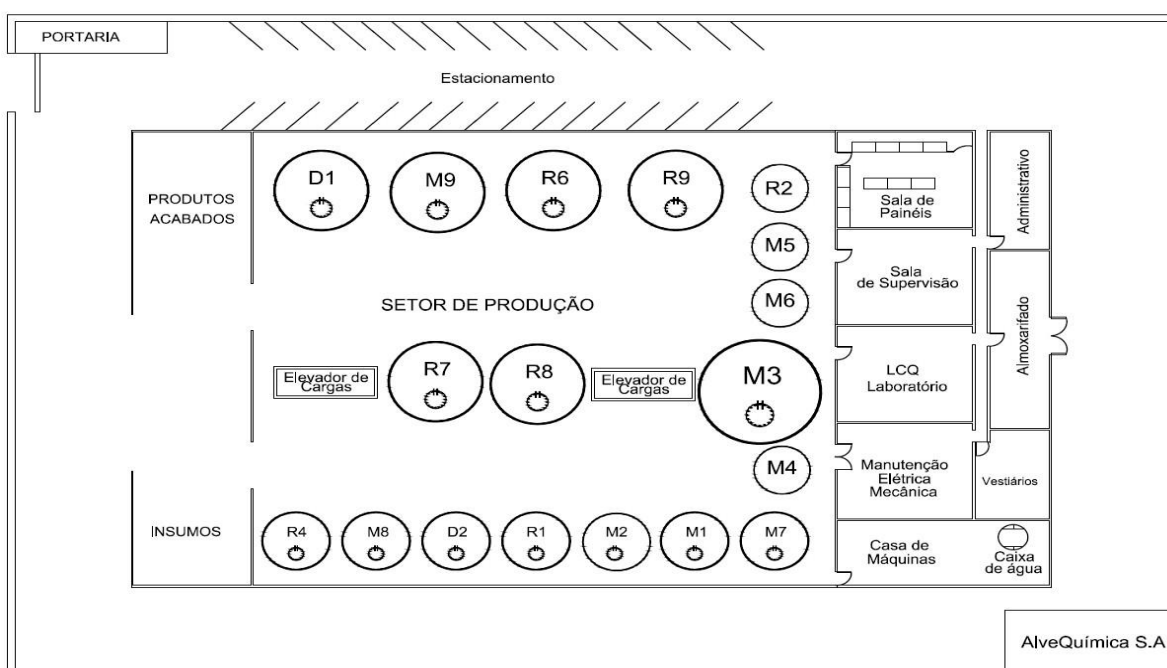 PORTARIA
Estacionamento
PRODUTOS
ACABADOS
D1
M9
R6
R9
R2
M5
M6
SETOR DE PRODUÇÃO
Elevador de
Cargas
R7
R8
Elevador de
Cargas
M3
M4
INSUMOS
R4
M8
D2
R1
M2
M1
M7
Sala de
Painéis
Sala
de Supervisão
LCQ
Laboratório
Manutenção
Elétrica
Mecânica
Casa de
Máquinas
Administrativo
Almoxarifado
Vestiários
Caixa
de água
AlveQuímica S.A